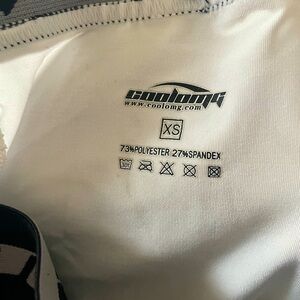 COOLOMG
www.coolomg.com
XS
73%POLYESTER 27%SPANDEX